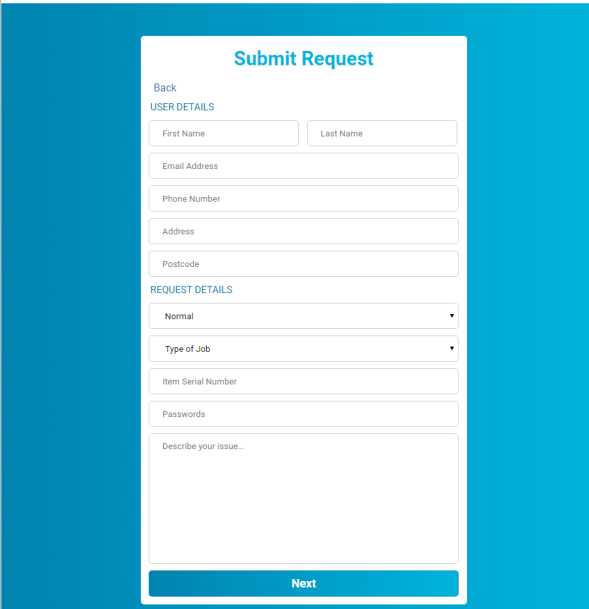 Submit Request
Back
USER DETAILS
First Name Last Name
Email Address
Phone Number
Address
Postcode
REQUEST DETAILS
Normal
Type of Job
Item Serial Number
Passwords
Describe your issue...
Next